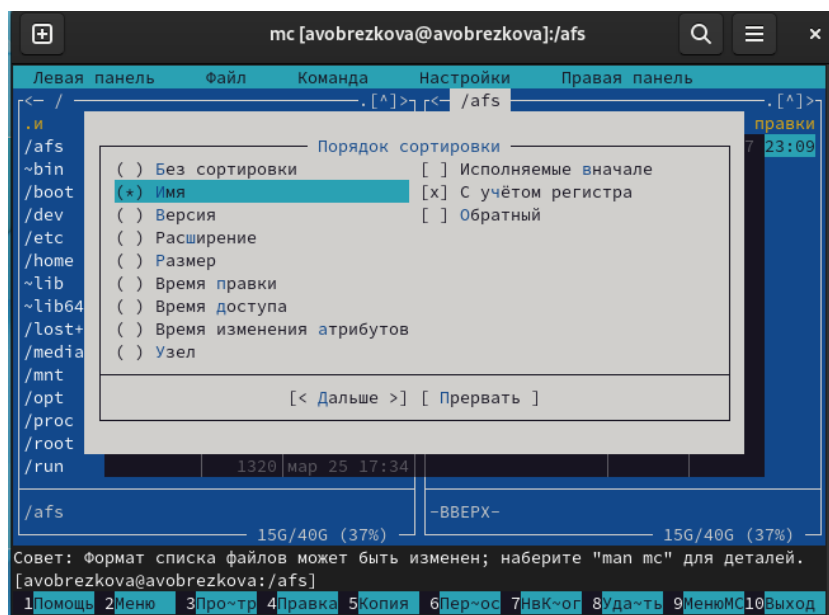 mc [avobrezkova@avobrezkova]:/afs
Левая панель Файл Команда Настройки Правая панель
<— / .[^]> <— /afs .[^]>
.и правки
/afs 7 23:09
~bin
/boot
/dev
/etc
/home
~lib
~lib64
/lost+
/media
/mnt
/opt
/proc
/root
/run 1320 мар 25 17:34
Порядок сортировки
( ) Без сортировки [ ] Исполняемые вначале
(*) Имя [x] С учётом регистра
( ) Версия [ ] Обратный
( ) Расширение
( ) Размер
( ) Время правки
( ) Время доступа
( ) Время изменения атрибутов
( ) Узел
[< Дальше >] [ Прервать ]
/afs -ВВЕРХ-
15G/40G (37%) 15G/40G (37%)
Совет: Формат списка файлов может быть изменен; наберите "man mc" для деталей.
[avobrezkova@avobrezkova:/afs]
1Помощь 2Меню 3Про~тр 4Правка 5Копия 6Пер~ос 7НвК~ог 8Уда~ть 9МенюMC10Выход